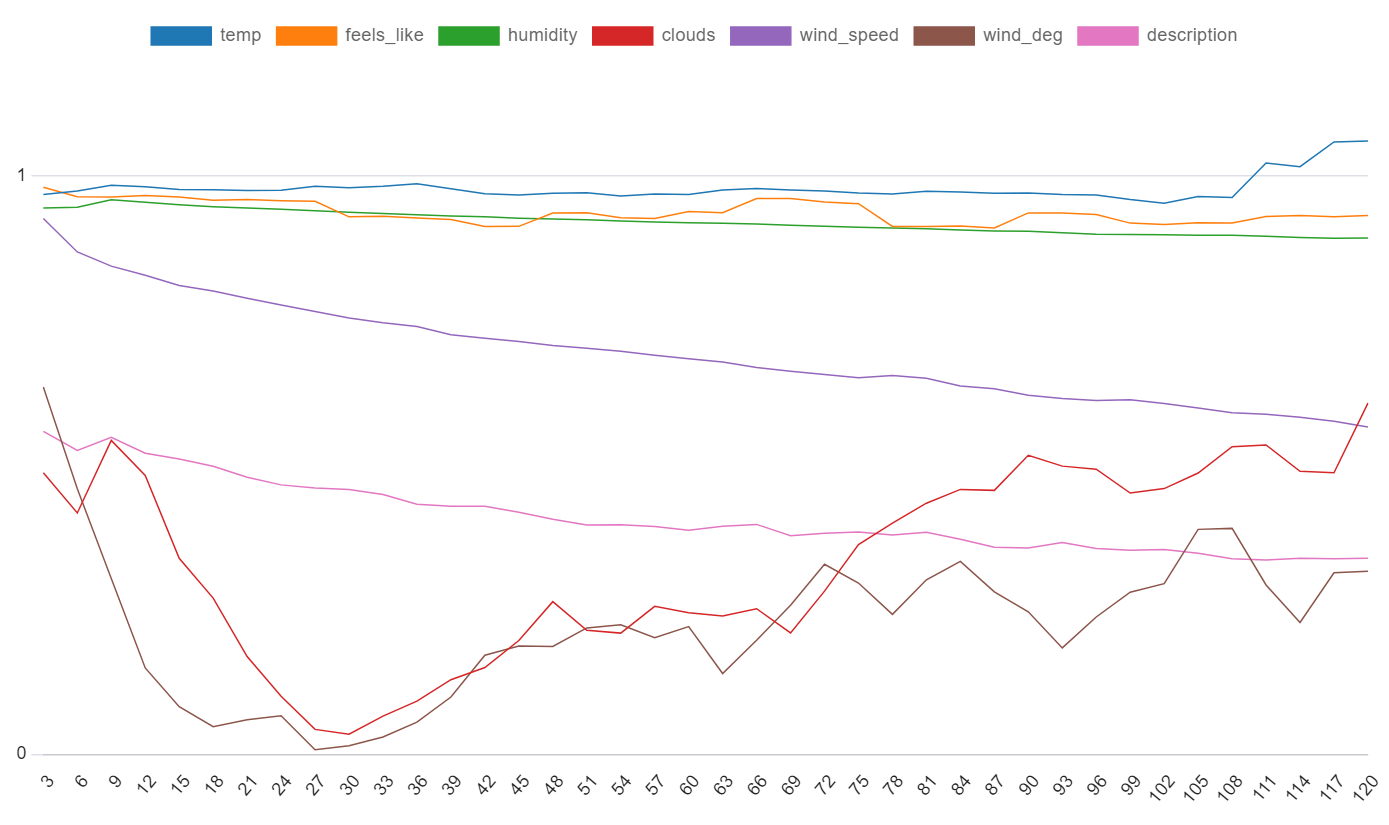 temp feels_like humidity clouds wind_speed wind_deg description
1
0
3 6 9 12 15 18 21 24 27 30 33 36 39 42 45 48 51 54 57 60 63 66 69 72 75 78 81 84 87 90 93 96 99 102 105 108 111 114 117 120